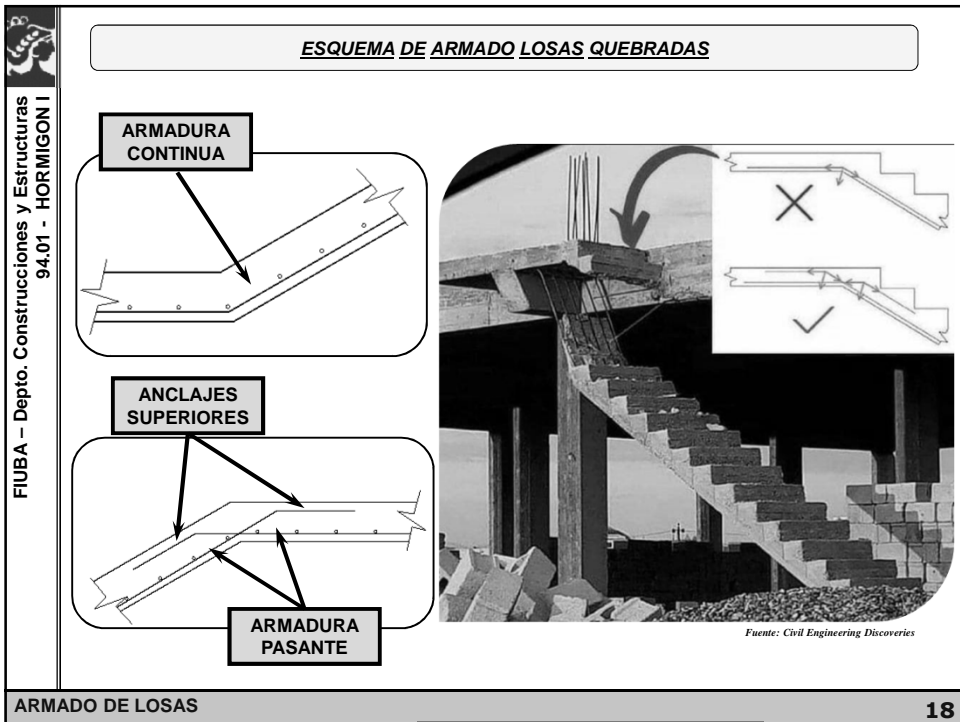 ESQUEMA DE ARMADO LOSAS QUEBRADAS
FIUBA – Depto. Construcciones y Estructuras
94.01 - HORMIGON I
ARMADURA
CONTINUA
ANCLAJES
SUPERIORES
ARMADURA
PASANTE
Fuente: Civil Engineering Discoveries
ARMADO DE LOSAS
18